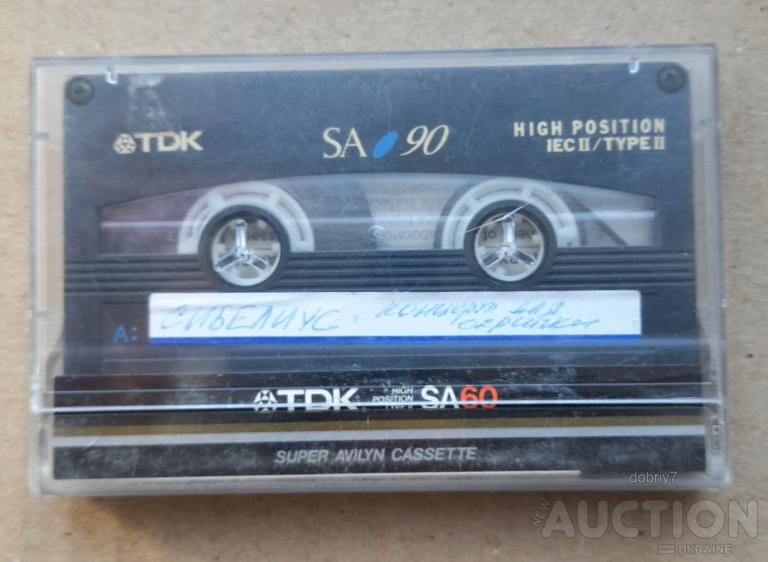 TDK
SA 90
HIGH POSITION
IEC II / TYPE II
A:
СИБЕЛИУС: концерт для
скрипки
TDK HIGH POSITION SA60
SUPER AVILYN CASSETTE
dobriy7
NEW AUCTION
UKRAINE